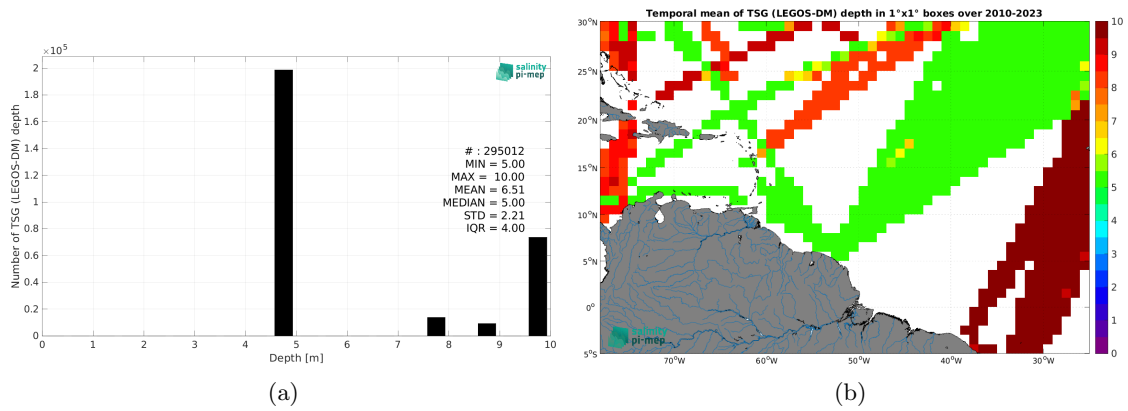 ×10⁵
2
1.8
1.6
1.4
1.2
1
0.8
0.6
0.4
0.2
0
Number of TSG (LEGOS-DM) depth
0 1 2 3 4 5 6 7 8 9 10
Depth [m]
salinity
pi-mep
# : 295012
MIN = 5.00
MAX = 10.00
MEAN = 6.51
MEDIAN = 5.00
STD = 2.21
IQR = 4.00
(a)
Temporal mean of TSG (LEGOS-DM) depth in 1°x1° boxes over 2010-2023
30°N
25°N
20°N
15°N
10°N
5°N
0°
5°S
70°W 60°W 50°W 40°W 30°W
salinity
pi-mep
10
9
8
7
6
5
4
3
2
1
0
(b)